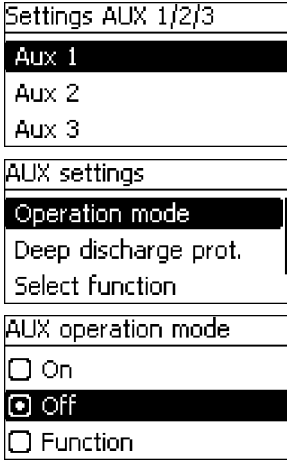 Settings AUX 1/2/3
Aux 1
Aux 2
Aux 3
AUX settings
Operation mode
Deep discharge prot.
Select function
AUX operation mode
On
Off
Function